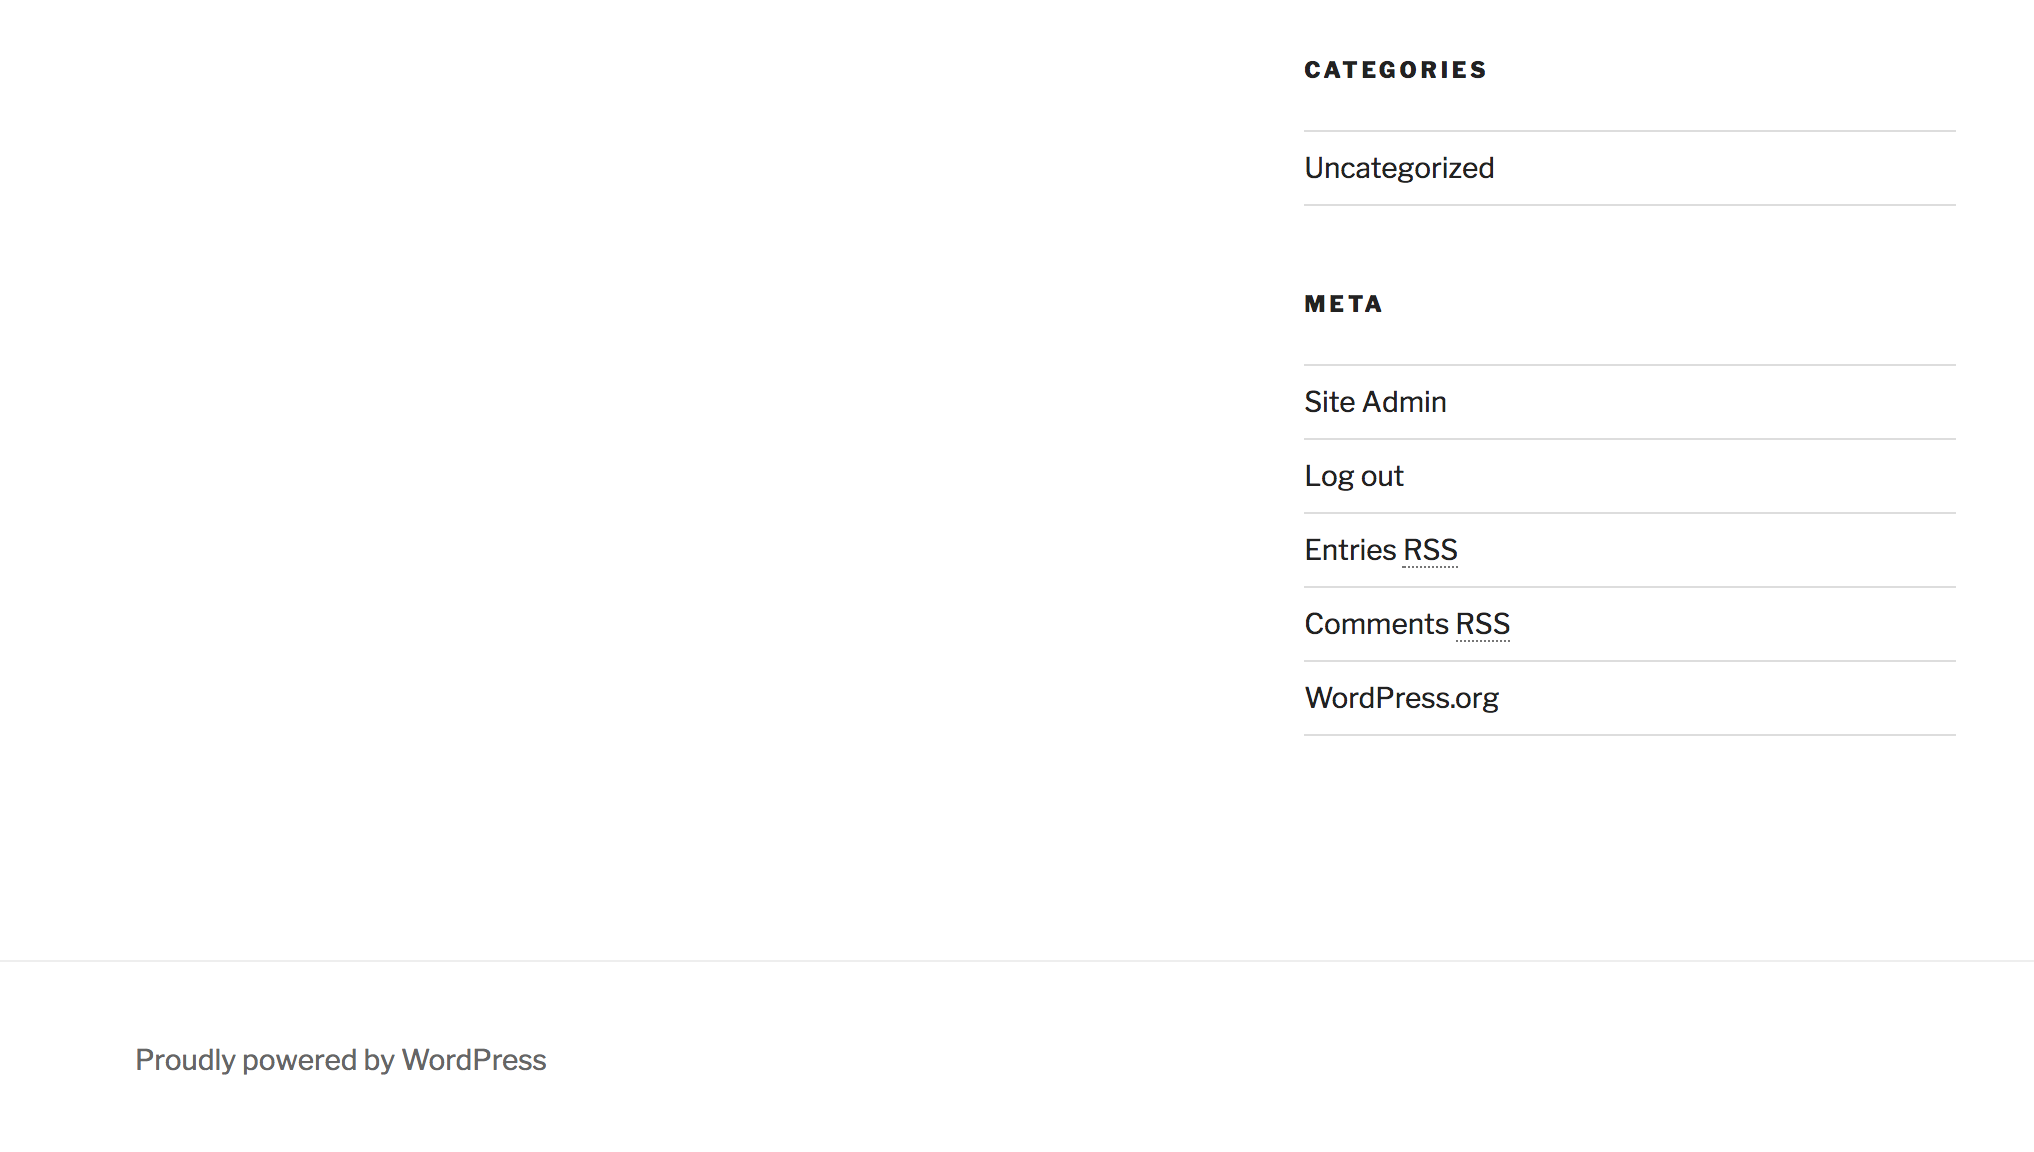 CATEGORIES
Uncategorized
META
Site Admin
Log out
Entries RSS
Comments RSS
WordPress.org
Proudly powered by WordPress